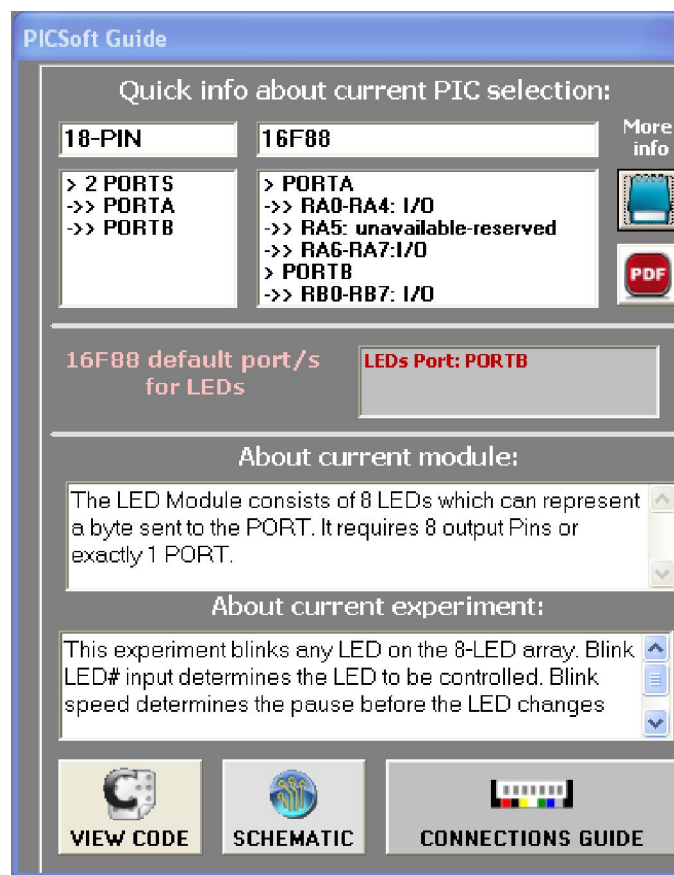 PICSoft Guide
Quick info about current PIC selection:
18-PIN
16F88
More
info
> 2 PORTS
->> PORTA
->> PORTB
> PORTA
->> RA0-RA4: I/O
->> RA5: unavailable-reserved
->> RA6-RA7:I/O
> PORTB
->> RB0-RB7: I/O
PDF
16F88 default port/s
for LEDs
LEDs Port: PORTB
About current module:
The LED Module consists of 8 LEDs which can represent
a byte sent to the PORT. It requires 8 output Pins or
exactly 1 PORT.
About current experiment:
This experiment blinks any LED on the 8-LED array. Blink
LED# input determines the LED to be controlled. Blink
speed determines the pause before the LED changes
VIEW CODE
SCHEMATIC
CONNECTIONS GUIDE